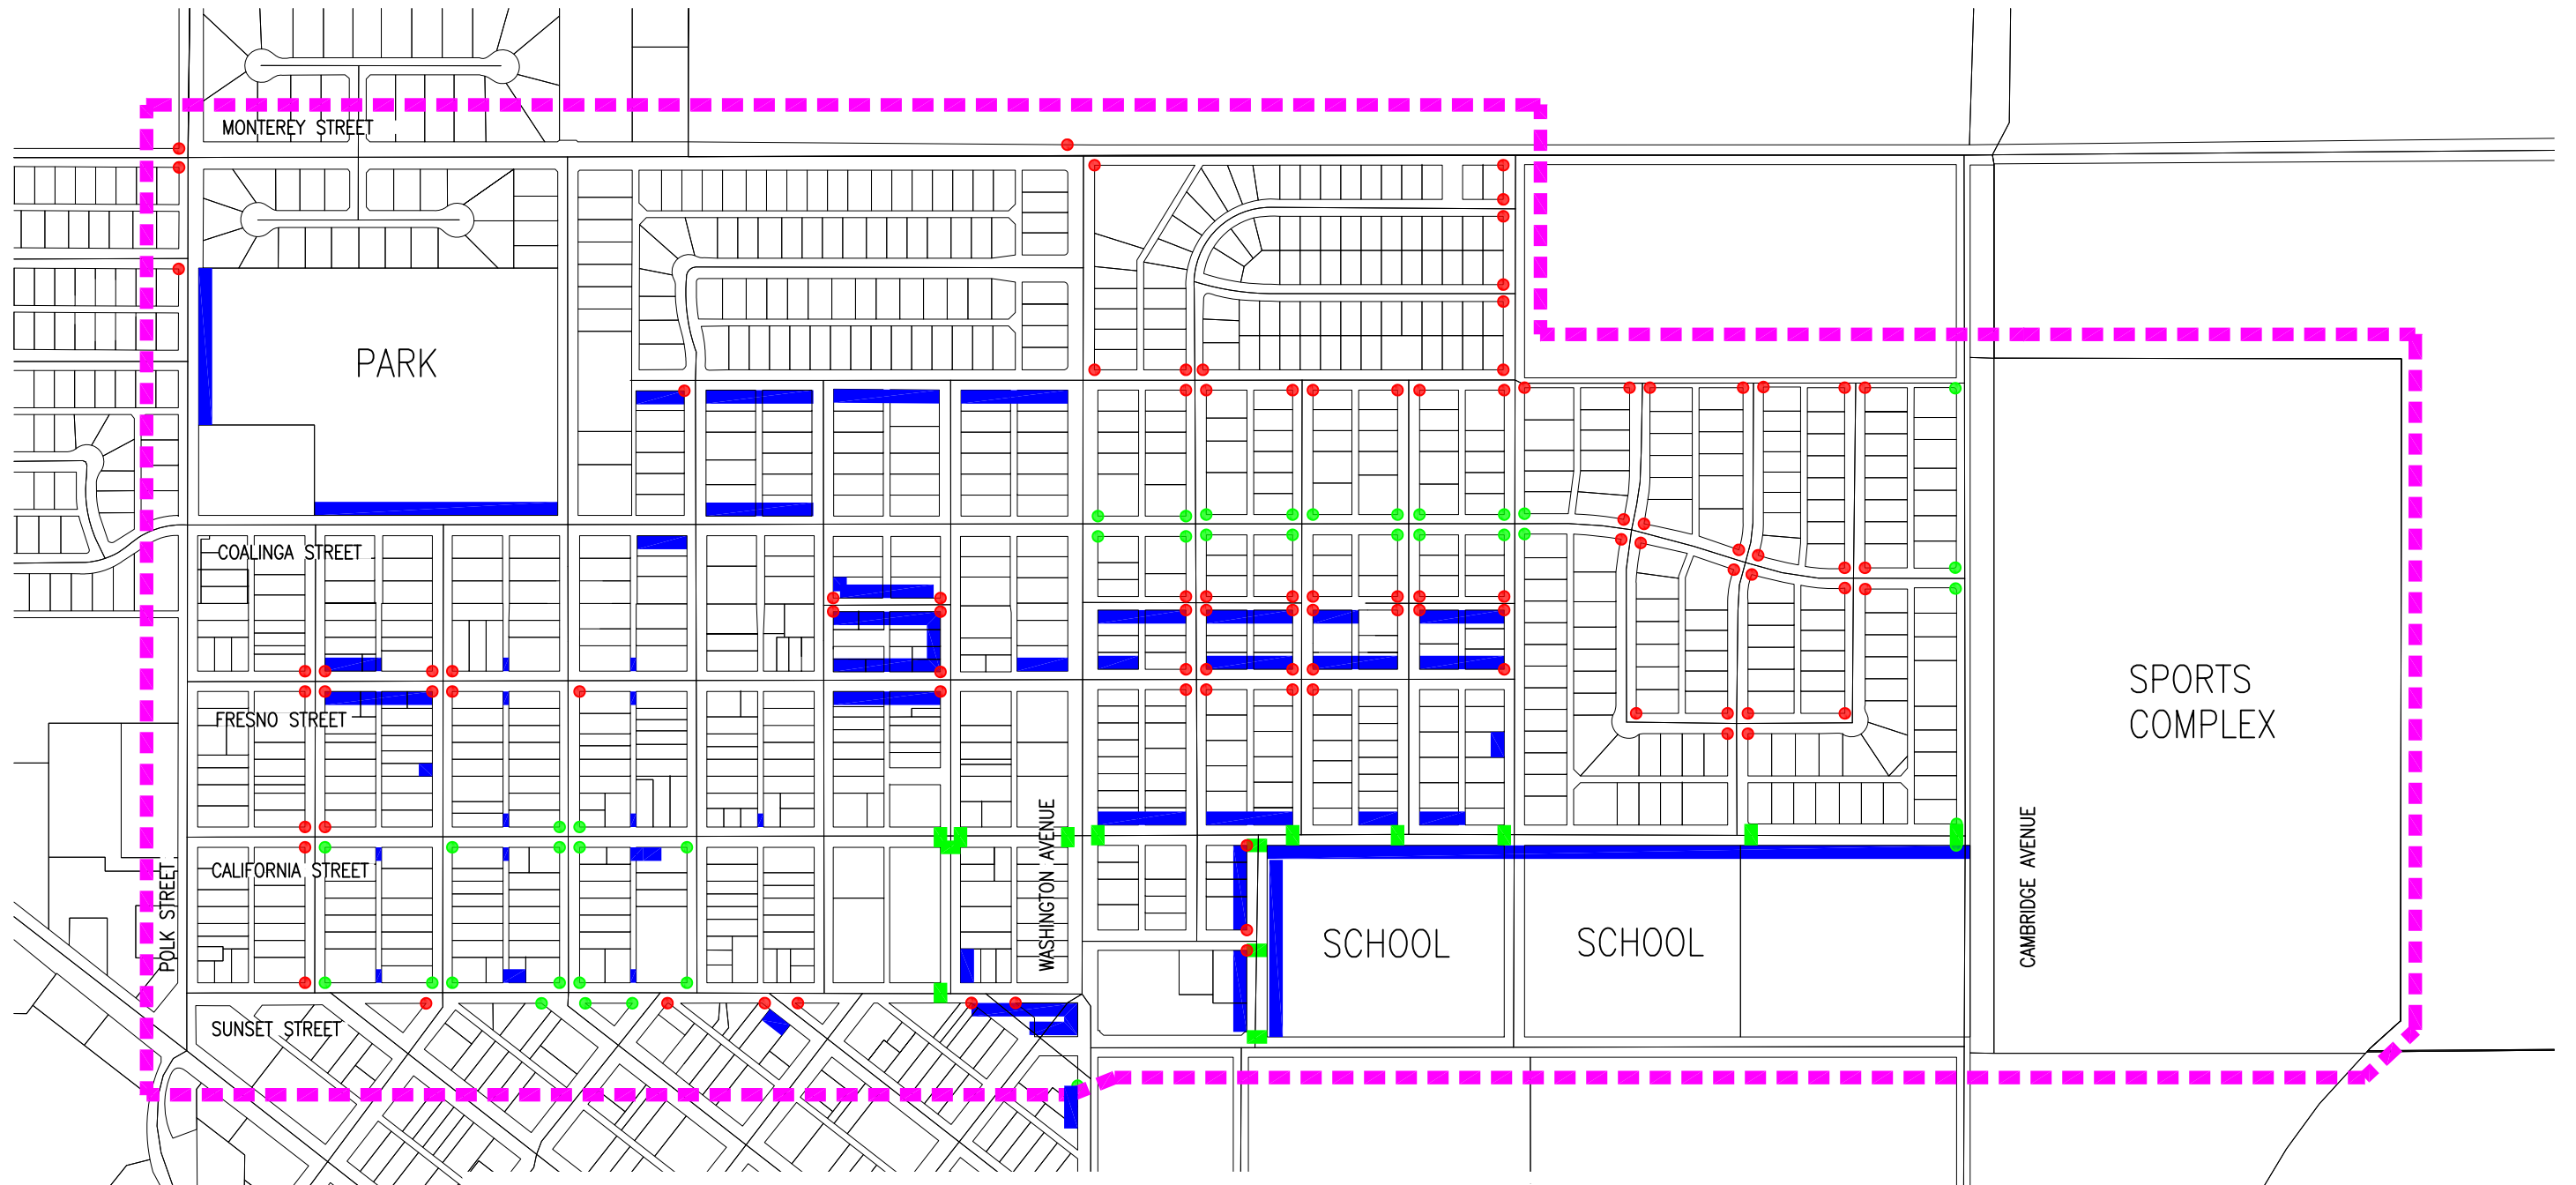 MONTEREY STREET
PARK
COALINGA STREET
FRESNO STREET
CALIFORNIA STREET
SUNSET STREET
POLK STREET
WASHINGTON AVENUE
SCHOOL
SCHOOL
CAMBRIDGE AVENUE
SPORTS
COMPLEX